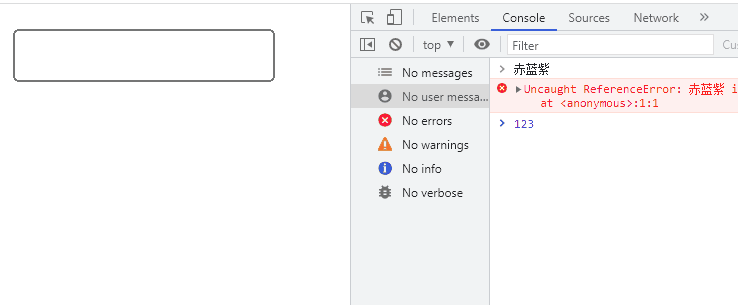 Elements Console Sources Network
top Filter Cus
No messages
No user messa...
No errors
No warnings
No info
No verbose
赤蓝紫
Uncaught ReferenceError: 赤蓝紫 i
at <anonymous>:1:1
123